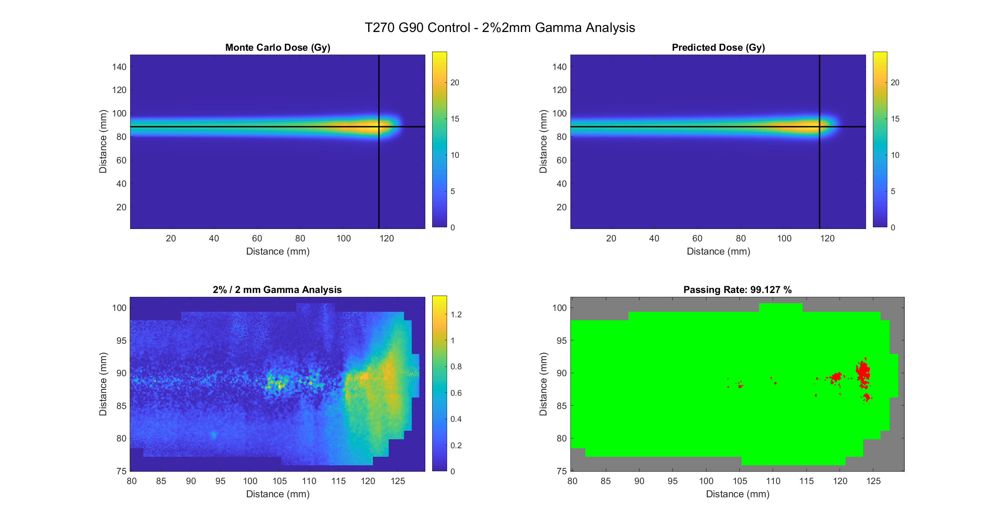 T270 G90 Control - 2%2mm Gamma Analysis
Monte Carlo Dose (Gy)
140
120
100
80
60
40
20
Distance (mm)
20 40 60 80 100 120
Distance (mm)
20
15
10
5
0
Predicted Dose (Gy)
140
120
100
80
60
40
20
Distance (mm)
20 40 60 80 100 120
Distance (mm)
20
15
10
5
0
2% / 2 mm Gamma Analysis
100
95
90
85
80
75
Distance (mm)
80 85 90 95 100 105 110 115 120 125
Distance (mm)
1.2
1
0.8
0.6
0.4
0.2
0
Passing Rate: 99.127 %
100
95
90
85
80
75
Distance (mm)
80 85 90 95 100 105 110 115 120 125
Distance (mm)